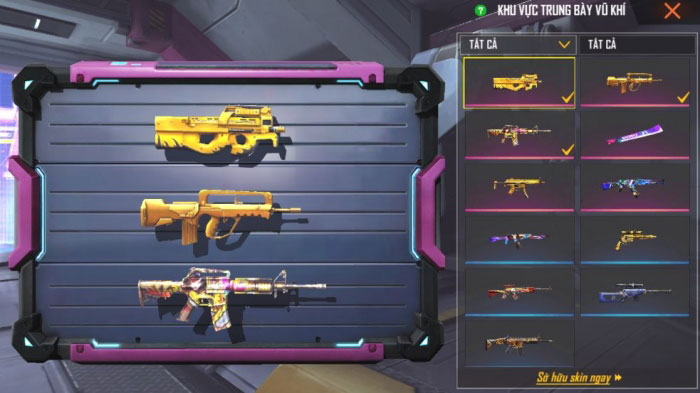 KHU VỰC TRƯNG BÀY VŨ KHÍ
TẤT CẢ
TẤT CẢ
Sở hữu skin ngay